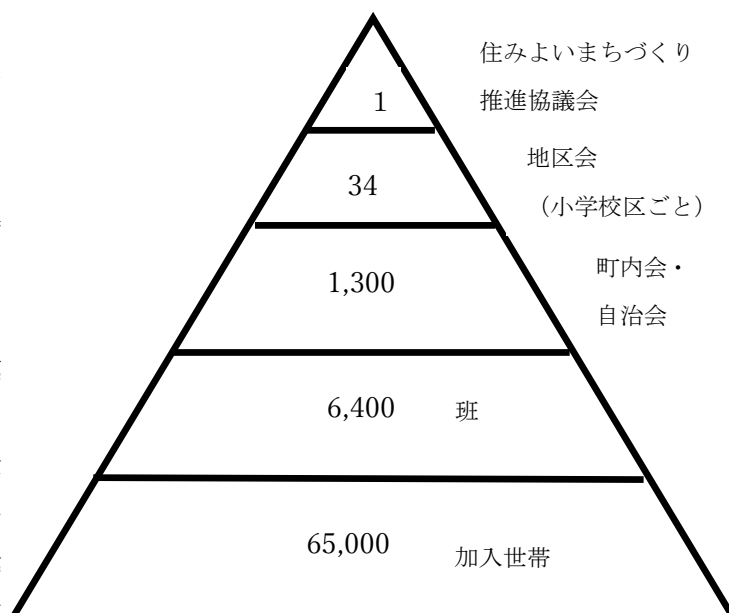 住みよいまちづくり
1
推進協議会
地区会
34
（小学校区ごと）
町内会・
1,300
自治会
6,400
班
65,000
加入世帯